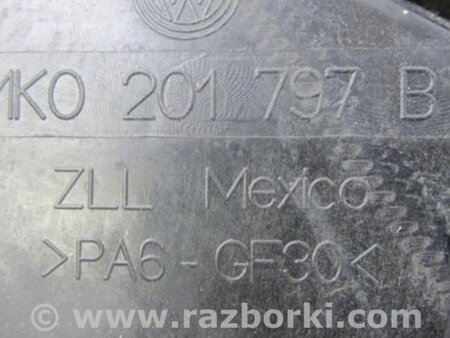 1K0 201 797 B
ZLL Mexico
>PA6-GF30<
© www.razborki.com